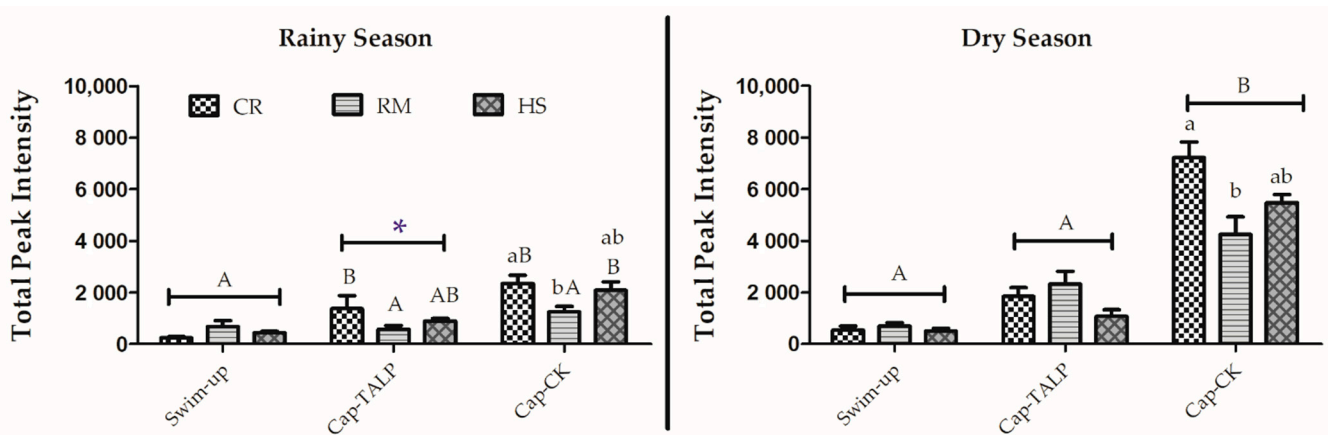 Rainy Season
Total Peak Intensity
10,000
8 000
6 000
4 000
2 000
0
CR RM HS
A
*
B
A
AB
aB
bA
ab
B
Swim-up
Cap-TALP
Cap-CK
Dry Season
Total Peak Intensity
10,000
8 000
6 000
4 000
2 000
0
A
A
B
a
b
ab
Swim-up
Cap-TALP
Cap-CK